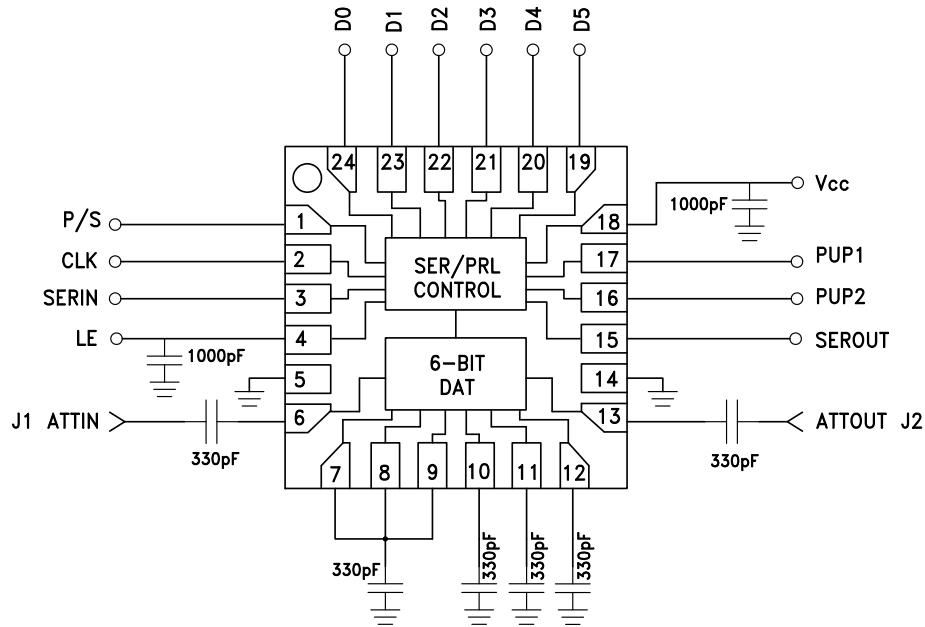 D0 D1 D2 D3 D4 D5
24 23 22 21 20 19
P/S 1 18 1000pF Vcc
CLK 2 17 PUP1
SER/PRL
CONTROL
SERIN 3 16 PUP2
LE 4 15 SEROUT
1000pF
6-BIT
DAT
5 14
J1 ATTIN 6 13 ATTOUT J2
330pF 330pF
7 8 9 10 11 12
330pF 330pF 330pF 330pF